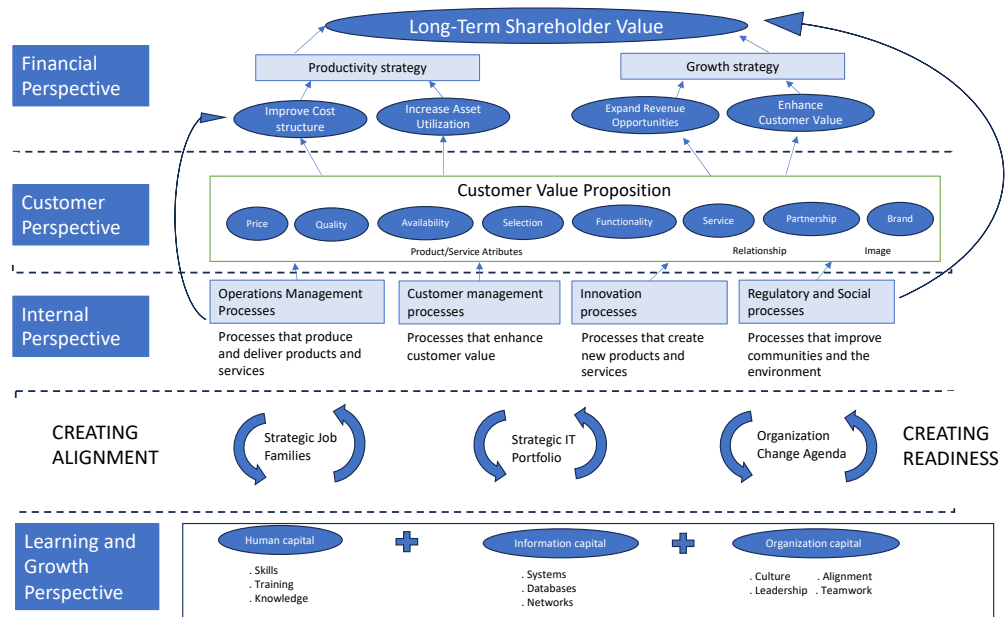 Long-Term Shareholder Value
Financial
Perspective
Productivity strategy
Growth strategy
Improve Cost
structure
Increase Asset
Utilization
Expand Revenue
Opportunities
Enhance
Customer Value
Customer
Perspective
Customer Value Proposition
Price
Quality
Availability
Selection
Functionality
Service
Partnership
Brand
Product/Service Atributes
Relationship
Image
Internal
Perspective
Operations Management
Processes
Customer management
processes
Innovation
processes
Regulatory and Social
processes
Processes that produce
and deliver products and
services
Processes that enhance
customer value
Processes that create
new products and
services
Processes that improve
communities and the
environment
CREATING
ALIGNMENT
Strategic Job
Families
Strategic IT
Portfolio
Organization
Change Agenda
CREATING
READINESS
Learning and
Growth
Perspective
Human capital
Information capital
Organization capital
. Skills
. Training
. Knowledge
. Systems
. Databases
. Networks
. Culture
. Leadership
. Alignment
. Teamwork